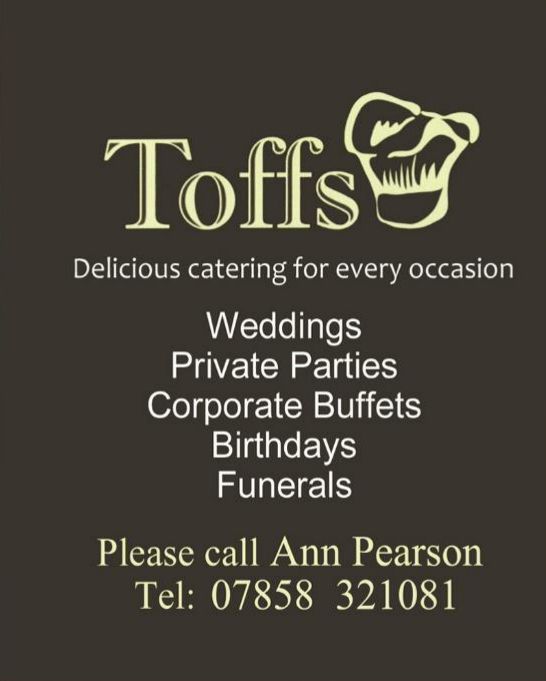 Toffs
Delicious catering for every occasion
Weddings
Private Parties
Corporate Buffets
Birthdays
Funerals
Please call Ann Pearson
Tel: 07858 321081